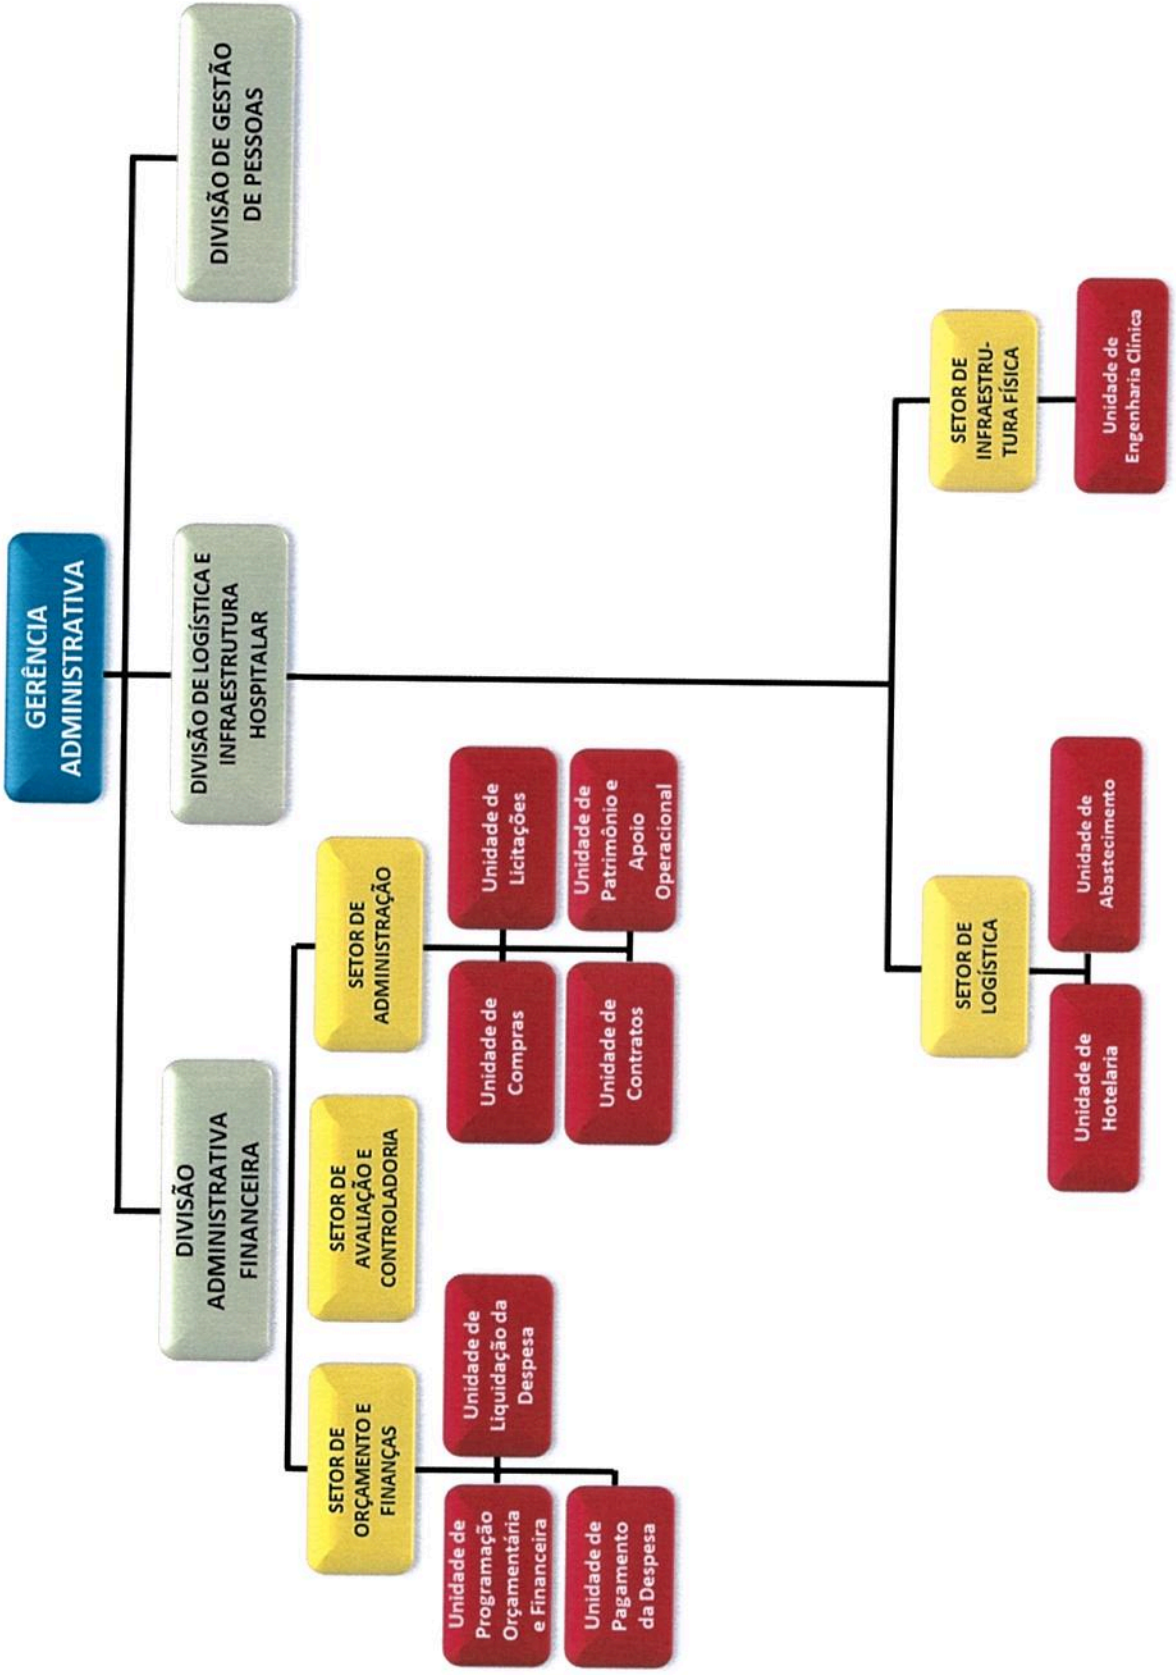 GERÊNCIA
ADMINISTRATIVA
DIVISÃO
ADMINISTRATIVA
FINANCEIRA
DIVISÃO DE LOGÍSTICA E
INFRAESTRUTURA
HOSPITALAR
DIVISÃO DE GESTÃO
DE PESSOAS
SETOR DE
ORÇAMENTO E
FINANÇAS
SETOR DE
AVALIAÇÃO E
CONTROLADORIA
SETOR DE
ADMINISTRAÇÃO
Unidade de
Programação
Orçamentária
e Financeira
Unidade de
Liquidação da
Despesa
Unidade de
Pagamento
da Despesa
Unidade de
Compras
Unidade de
Licitações
Unidade de
Contratos
Unidade de
Patrimônio e
Apoio
Operacional
SETOR DE
LOGÍSTICA
SETOR DE
INFRAESTRU-
TURA FÍSICA
Unidade de
Hotelaria
Unidade de
Abastecimento
Unidade de
Engenharia Clínica